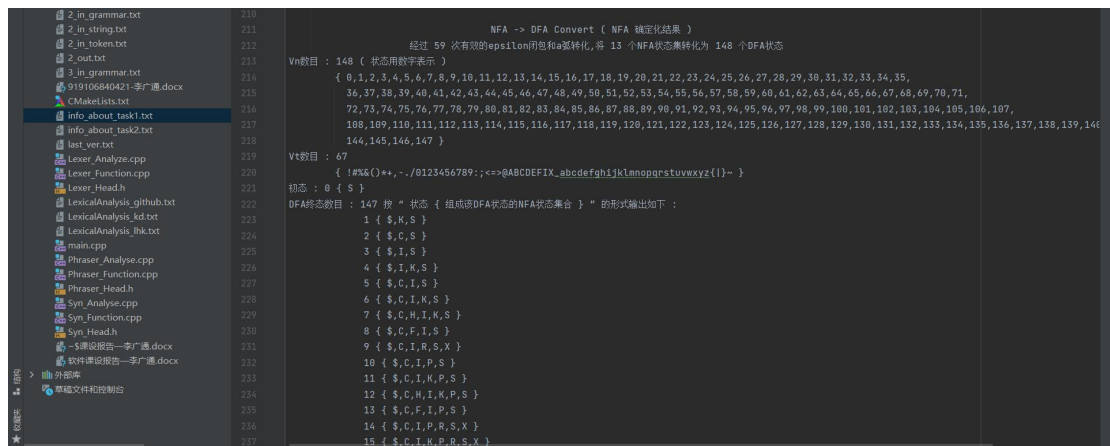 2_in_grammar.txt
2_in_string.txt
2_in_token.txt
2_out.txt
3_in_grammar.txt
919106840421-李广通.docx
CMakeLists.txt
info_about_task1.txt
info_about_task2.txt
last_ver.txt
Lexer_Analyze.cpp
Lexer_Function.cpp
Lexer_Head.h
LexicalAnalysis_github.txt
LexicalAnalysis_kd.txt
LexicalAnalysis_lhk.txt
main.cpp
Phraser_Analyse.cpp
Phraser_Function.cpp
Phraser_Head.h
Syn_Analyse.cpp
Syn_Function.cpp
Syn_Head.h
~$课设报告—李广通.docx
软件课设报告—李广通.docx
外部库
草稿文件和控制台
结构
收藏夹
210
211 NFA -> DFA Convert ( NFA 确定化结果 )
212 经过 59 次有效的epsilon闭包和a弧转化,将 13 个NFA状态集转化为 148 个DFA状态
213 Vn数目 : 148 ( 状态用数字表示 )
214 { 0,1,2,3,4,5,6,7,8,9,10,11,12,13,14,15,16,17,18,19,20,21,22,23,24,25,26,27,28,29,30,31,32,33,34,35,
215 36,37,38,39,40,41,42,43,44,45,46,47,48,49,50,51,52,53,54,55,56,57,58,59,60,61,62,63,64,65,66,67,68,69,70,71,
216 72,73,74,75,76,77,78,79,80,81,82,83,84,85,86,87,88,89,90,91,92,93,94,95,96,97,98,99,100,101,102,103,104,105,106,107,
217 108,109,110,111,112,113,114,115,116,117,118,119,120,121,122,123,124,125,126,127,128,129,130,131,132,133,134,135,136,137,138,139,140
218 144,145,146,147 }
219 Vt数目 : 67
220 { !#%&()*+,-./0123456789:;<=>@ABCDEFIX_abcdefghijklmnopqrstuvwxyz{|}~ }
221 初态 : 0 { S }
222 DFA终态数目 : 147 按 “ 状态 { 组成该DFA状态的NFA状态集合 } ” 的形式输出如下 :
223 1 { $,K,S }
224 2 { $,C,S }
225 3 { $,I,S }
226 4 { $,I,K,S }
227 5 { $,C,I,S }
228 6 { $,C,I,K,S }
229 7 { $,C,H,I,K,S }
230 8 { $,C,F,I,S }
231 9 { $,C,I,R,S,X }
232 10 { $,C,I,P,S }
233 11 { $,C,I,K,P,S }
234 12 { $,C,H,I,K,P,S }
235 13 { $,C,F,I,P,S }
236 14 { $,C,I,P,R,S,X }
237 15 { $,C,I,K,P,R,S,X }